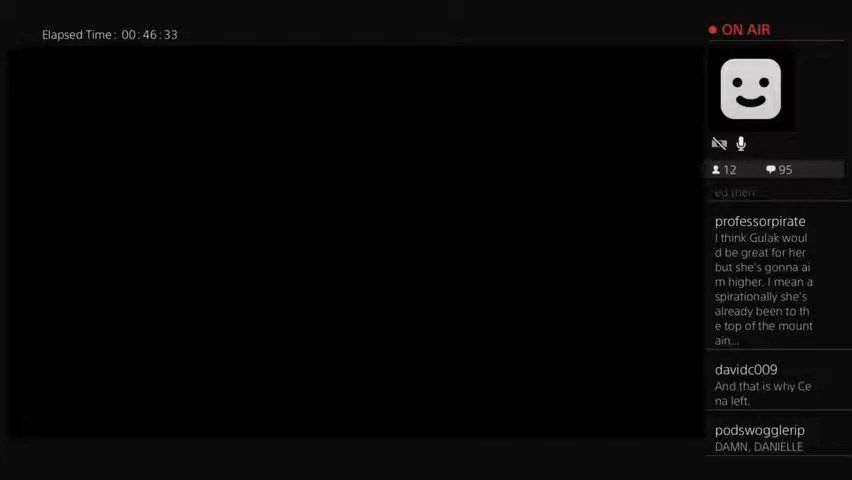 Elapsed Time: 00:46:33
ON AIR
12 95
ed then
professorpirate
I think Gulak woul
d be great for her
but she's gonna ai
m higher. I mean a
spirationally she's
already been to th
e top of the mount
ain...
davidc009
And that is why Ce
na left.
podswogglerip
DAMN, DANIELLE